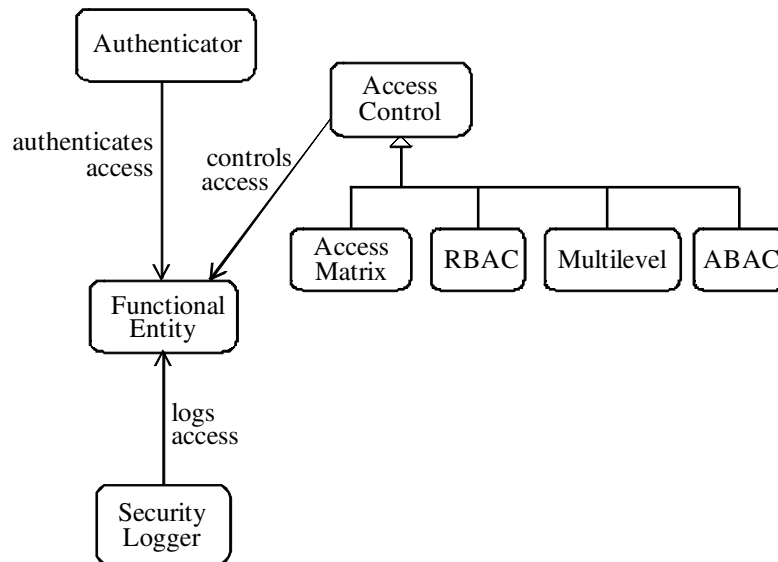 Authenticator
Access
Control
authenticates
access
controls
access
Access
Matrix
RBAC
Multilevel
ABAC
Functional
Entity
logs
access
Security
Logger